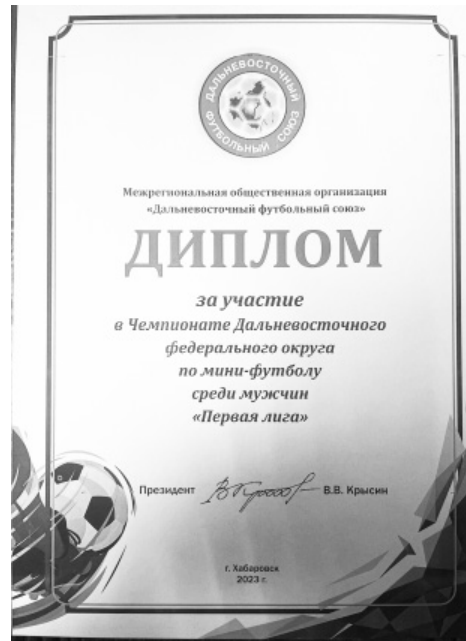 ДАЛЬНЕВОСТОЧНЫЙ
ФУТБОЛЬНЫЙ СОЮЗ
Межрегиональная общественная организация
«Дальневосточный футбольный союз»
ДИПЛОМ
за участие
в Чемпионате Дальневосточного
федерального округа
по мини-футболу
среди мужчин
«Первая лига»
Президент В.В. Крысин
г. Хабаровск
2023 г.